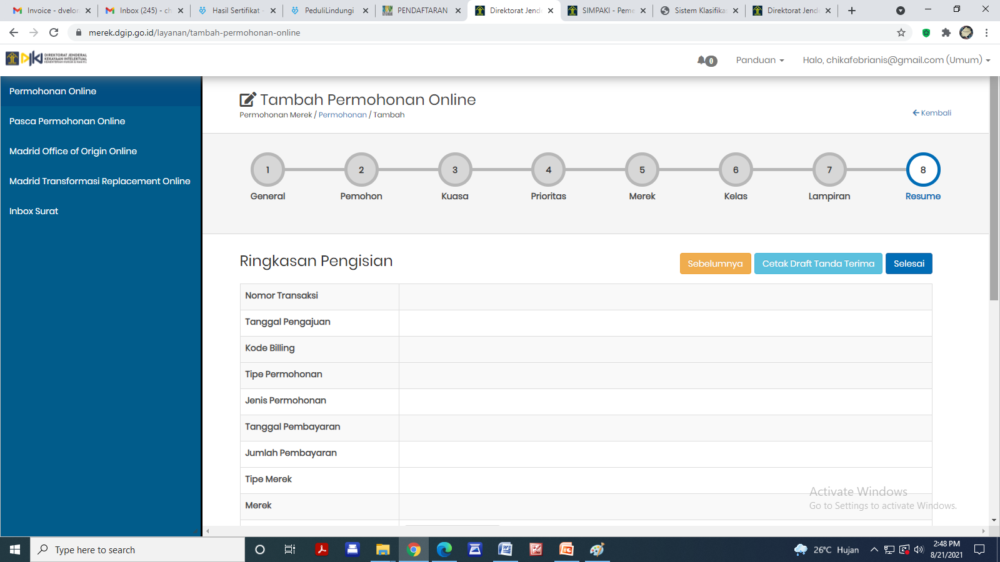 Invoice - dvelor
Inbox (245) - ch
Hasil Sertifikat -
PeduliLindungi
PENDAFTARAN
Direktorat Jend
SIMPAKI - Peme
Sistem Klasifika
Direktorat Jend
merek.dgip.go.id/layanan/tambah-permohonan-online
DJKI
DIREKTORAT JENDERAL
KEKAYAAN INTELEKTUAL
KEMENTERIAN HUKUM & HAM R.I.
0
Panduan
Halo, chikafebrianis@gmail.com (Umum)
Permohonan Online
Pasca Permohonan Online
Madrid Office of Origin Online
Madrid Transformasi Replacement Online
Inbox Surat
Tambah Permohonan Online
Permohonan Merek / Permohonan / Tambah
Kembali
1 2 3 4 5 6 7 8
General Pemohon Kuasa Prioritas Merek Kelas Lampiran Resume
Ringkasan Pengisian
Sebelumnya
Cetak Draft Tanda Terima
Selesai
Nomor Transaksi
Tanggal Pengajuan
Kode Billing
Tipe Permohonan
Jenis Permohonan
Tanggal Pembayaran
Jumlah Pembayaran
Tipe Merek
Merek
Activate Windows
Go to Settings to activate Windows.
Type here to search
26°C Hujan
2:48 PM
8/21/2021